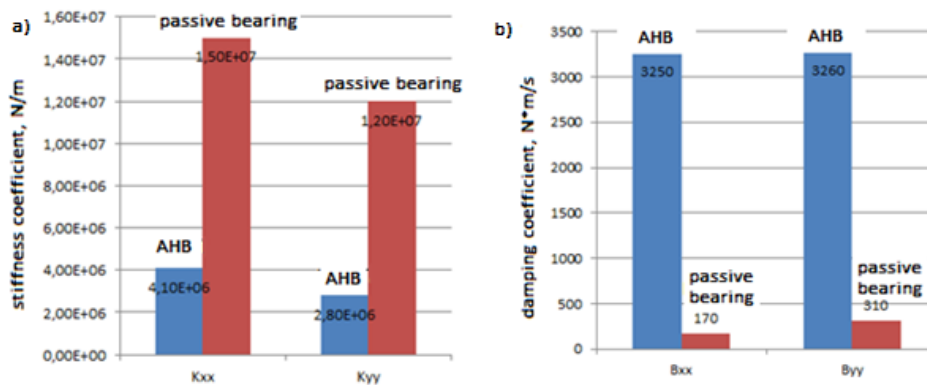 a)
stiffness coefficient, N/m
1,60E+07
1,40E+07
1,20E+07
1,00E+07
8,00E+06
6,00E+06
4,00E+06
2,00E+06
0,00E+00
passive bearing
1,50E+07
passive bearing
1,20E+07
AHB
4,10E+06
AHB
2,80E+06
Kxx
Kyy
b)
damping coefficient, N*m/s
3500
3000
2500
2000
1500
1000
500
0
AHB
3250
AHB
3260
passive
bearing
170
passive
bearing
310
Bxx
Byy